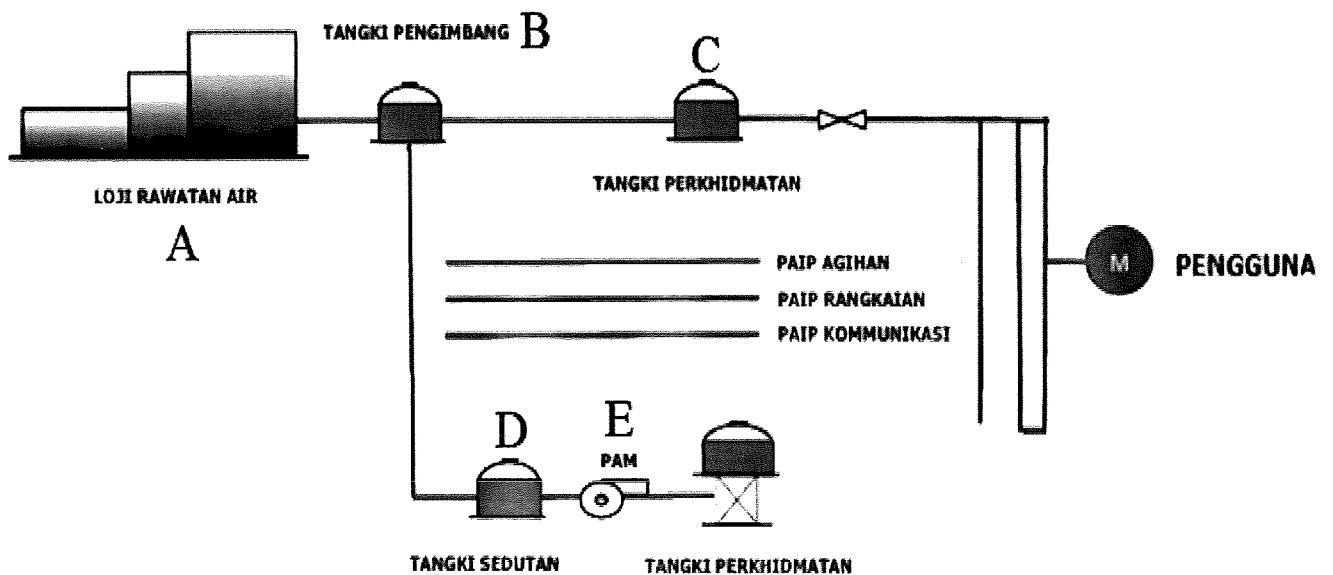 TANGKI PENGIMBANG B
C
LOJI RAWATAN AIR
A
TANGKI PERKHIDMATAN
PAIP AGIHAN
PAIP RANGKAIAN
PAIP KOMMUNIKASI
M
PENGGUNA
D
E
PAM
TANGKI SEDUTAN
TANGKI PERKHIDMATAN